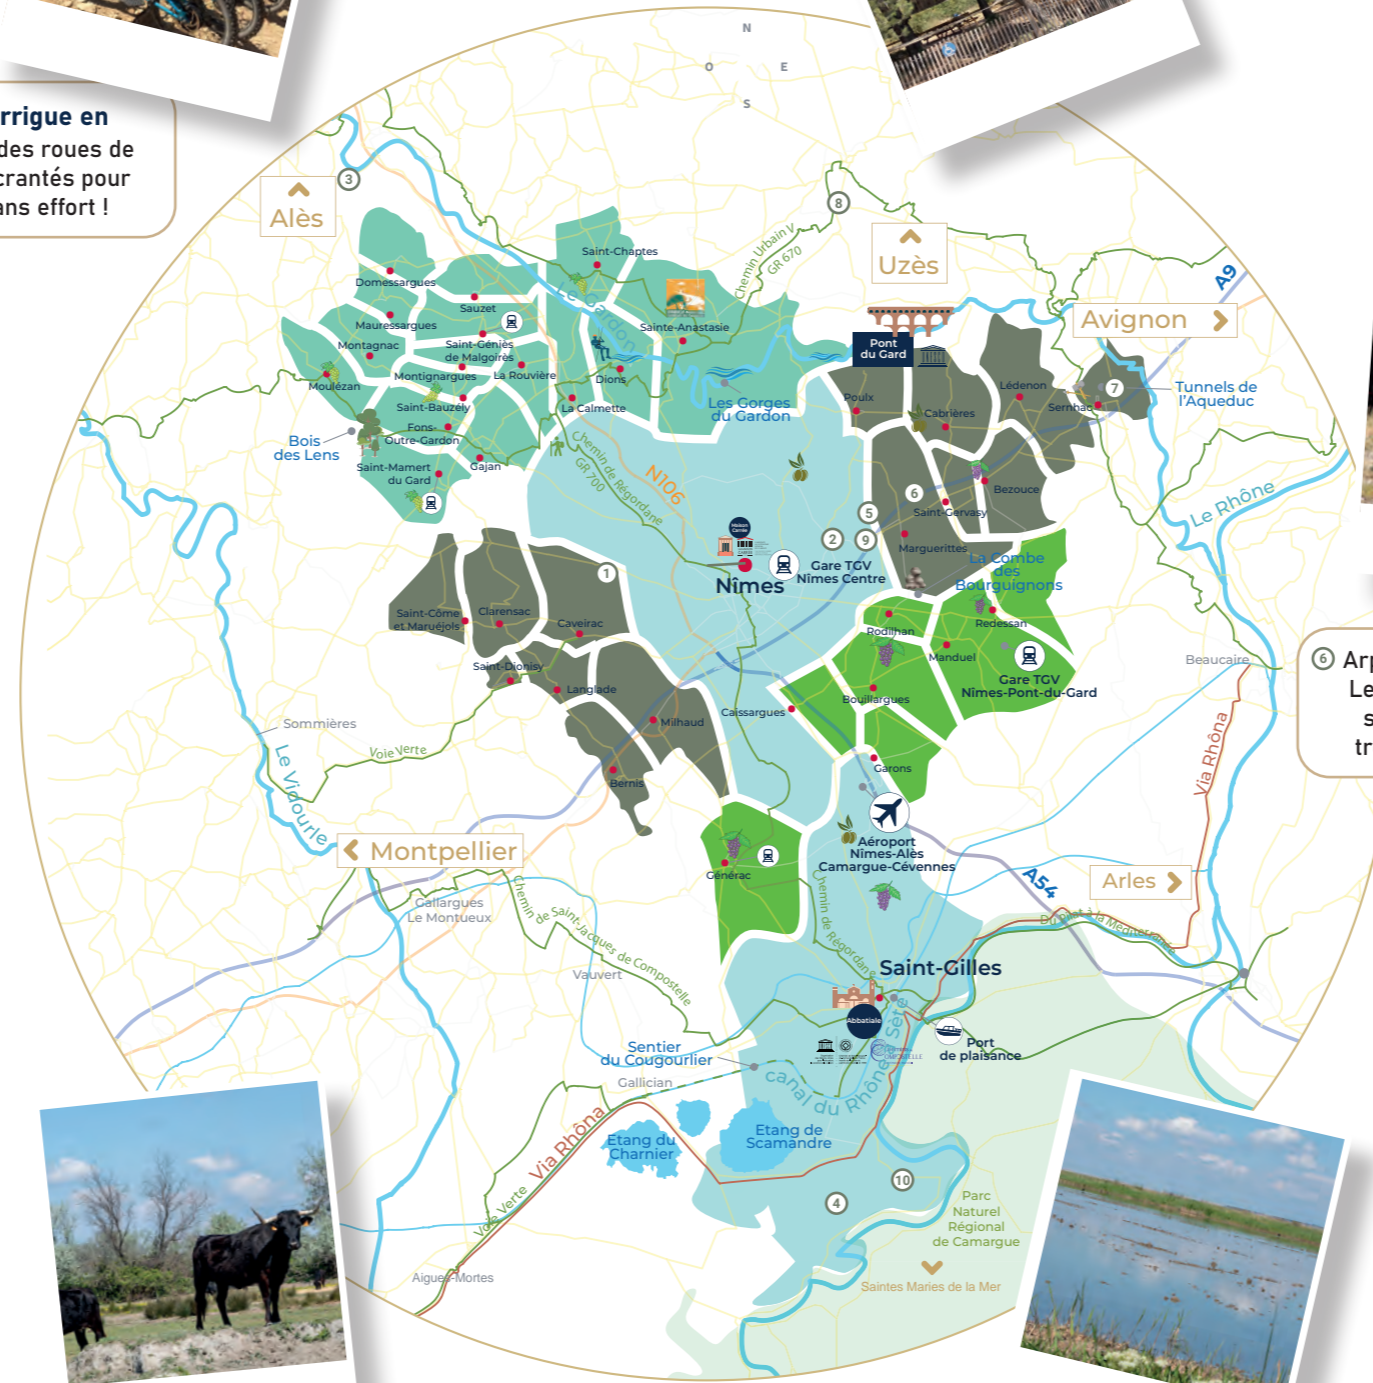 rrigue en
des roues de
crantés pour
ans effort !
N
O E
S
3
Alès
8
Uzès
A9
Avignon
Chemin Urbain V
GR 670
Saint-Chaptes
Domessargues
Sauzet
Le Gardon
Sainte-Anastasie
Mauressargues
Montagnac
Saint-Géniès
de Malgoirès
Montignargues
La Rouvière
Dions
Moulézan
Saint-Bauzély
La Calmette
Les Gorges
du Gardon
Pont
du Gard
Poulx
Cabrières
Lédenon
Sernhac
7
Tunnels de
l'Aqueduc
Bois
des Lens
Fons-
Outre-Gardon
Saint-Mamert
du Gard
Gajan
Chemin de Régordane
GR 700
N106
Le Rhône
6
Bezouce
Saint-Gervasy
5
2
9
Marguerittes
Maison
Carrée
Gare TGV
Nîmes Centre
Nîmes
La Combe
des
Bourguignons
1
Saint-Côme
et Maruéjols
Clarensac
Caveirac
Saint-Dionisy
Langlade
Milhaud
Bernis
Rodilhan
Redessan
Manduel
Gare TGV
Nîmes-Pont-du-Gard
Bouillargues
Caissargues
Garons
Beaucaire
6 Arp
Le
s
tr
Sommières
Voie Verte
Le Vidourle
Via Rhôna
Montpellier
Générac
Aéroport
Nîmes-Alès
Camargue-Cévennes
A54
Arles
Gallargues
Le Montueux
Chemin de Saint-Jacques de Compostelle
Chemin de Régordane
Vauvert
Saint-Gilles
Abbatiale
Port
de plaisance
Sentier
du Cougourlier
Gallician
canal du Rhône à Sète
Etang du
Charnier
Etang de
Scamandre
Via Rhôna
Voie Verte
4
10
Parc
Naturel
Régional
de Camargue
Saintes Maries de la Mer
Aigues-Mortes